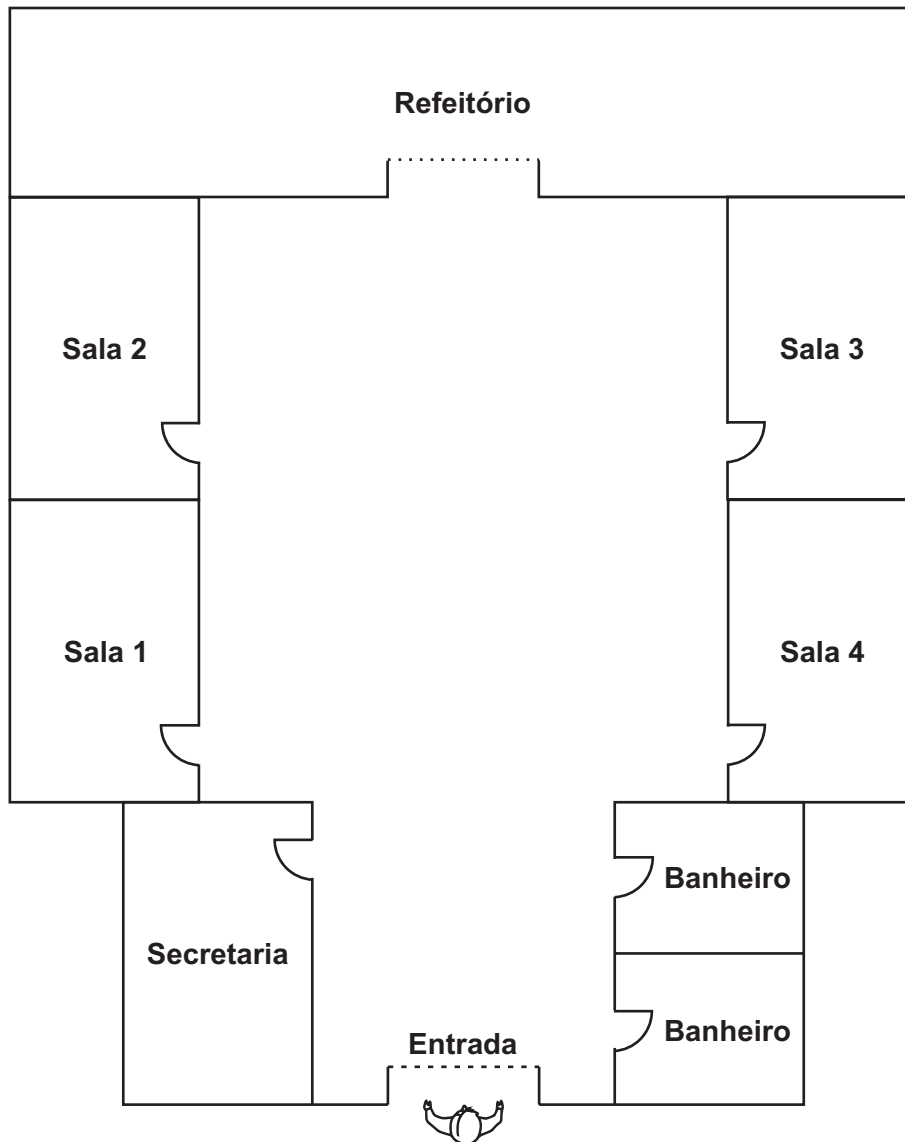 Refeitório
Sala 2
Sala 3
Sala 1
Sala 4
Banheiro
Secretaria
Banheiro
Entrada